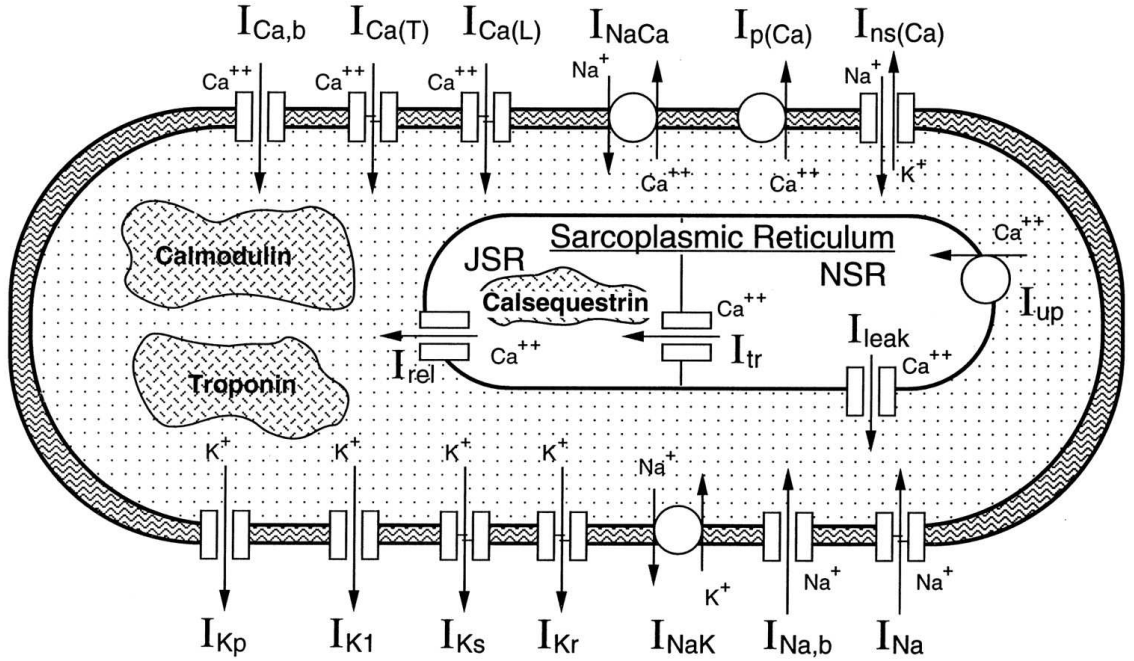 I_Ca,b I_Ca(T) I_Ca(L) I_NaCa I_p(Ca) I_ns(Ca)
Ca⁺⁺ Ca⁺⁺ Ca⁺⁺ Na⁺ Na⁺
Ca⁺⁺ Ca⁺⁺ K⁺
Sarcoplasmic Reticulum
Ca⁺⁺
Calmodulin
JSR NSR
Calsequestrin
Ca⁺⁺
I_up
I_rel
Ca⁺⁺
I_tr
I_leak
Ca⁺⁺
Troponin
K⁺ K⁺ K⁺ K⁺ Na⁺
K⁺ Na⁺ Na⁺
I_Kp I_K1 I_Ks I_Kr I_NaK I_Na,b I_Na